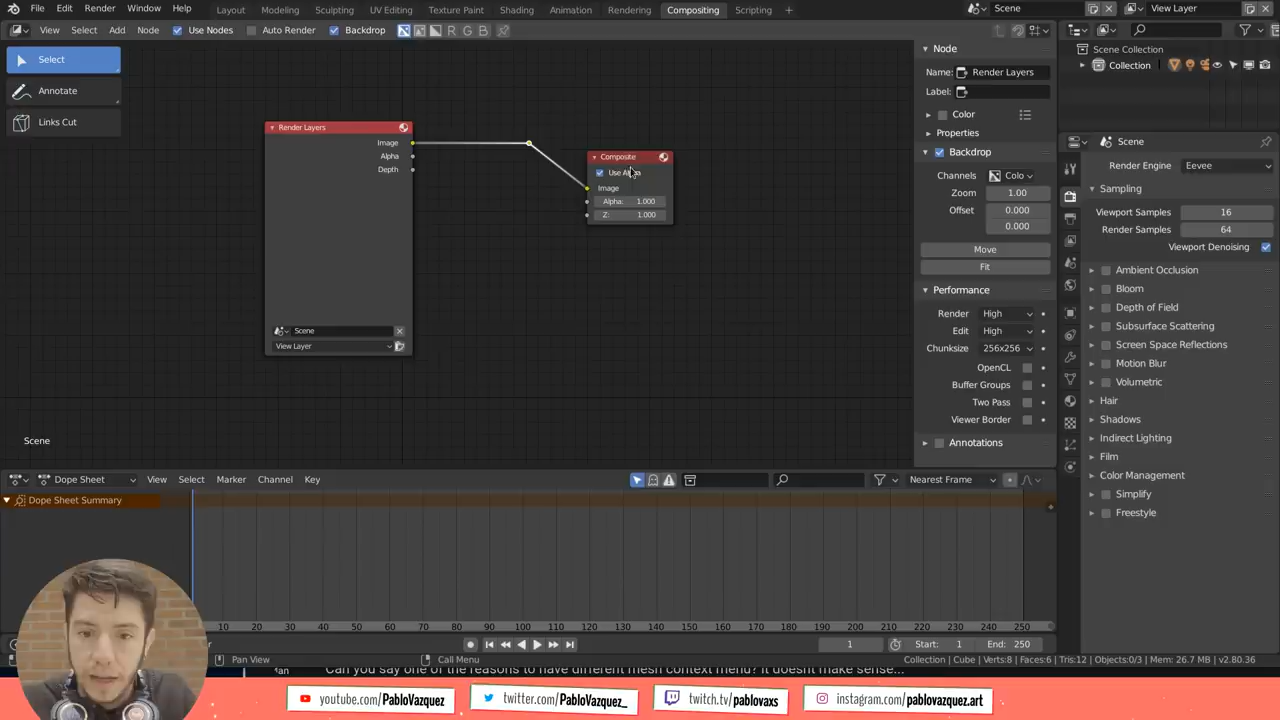 File Edit Render Window Help Layout Modeling Sculpting UV Editing Texture Paint Shading Animation Rendering Compositing Scripting Scene View Layer
View Select Add Node Use Nodes Auto Render Backdrop R G B
Select
Annotate
Links Cut
Render Layers
Image
Alpha
Depth
Scene
View Layer
Composite
Use Alpha
Image
Alpha: 1.000
Z: 1.000
Scene
Node
Name: Render Layers
Label:
Color
Properties
Backdrop
Channels Colo
Zoom 1.00
Offset 0.000
0.000
Move
Fit
Performance
Render High
Edit High
Chunksize 256x256
OpenCL
Buffer Groups
Two Pass
Viewer Border
Annotations
Scene Collection
Collection
Scene
Render Engine Eevee
Sampling
Viewport Samples 16
Render Samples 64
Viewport Denoising
Ambient Occlusion
Bloom
Depth of Field
Subsurface Scattering
Screen Space Reflections
Motion Blur
Volumetric
Hair
Shadows
Indirect Lighting
Film
Color Management
Simplify
Freestyle
Dope Sheet View Select Marker Channel Key Nearest Frame
Dope Sheet Summary
10 20 30 40 50 60 70 80 90 100 110 120 130 140 150 160 170 180 190 200 210 220 230 240 250
1 Start: 1 End: 250
Pan View Call Menu Collection | Cube | Verts:8 | Faces:6 | Tris:12 | Objects:0/3 | Mem: 26.7 MB | v2.80.36
Can you say one of the reasons to have different mesh context menu? it doesnt make sense...
youtube.com/PabloVazquez twitter.com/PabloVazquez_ twitch.tv/pablovaxs instagram.com/pablovazquez.art